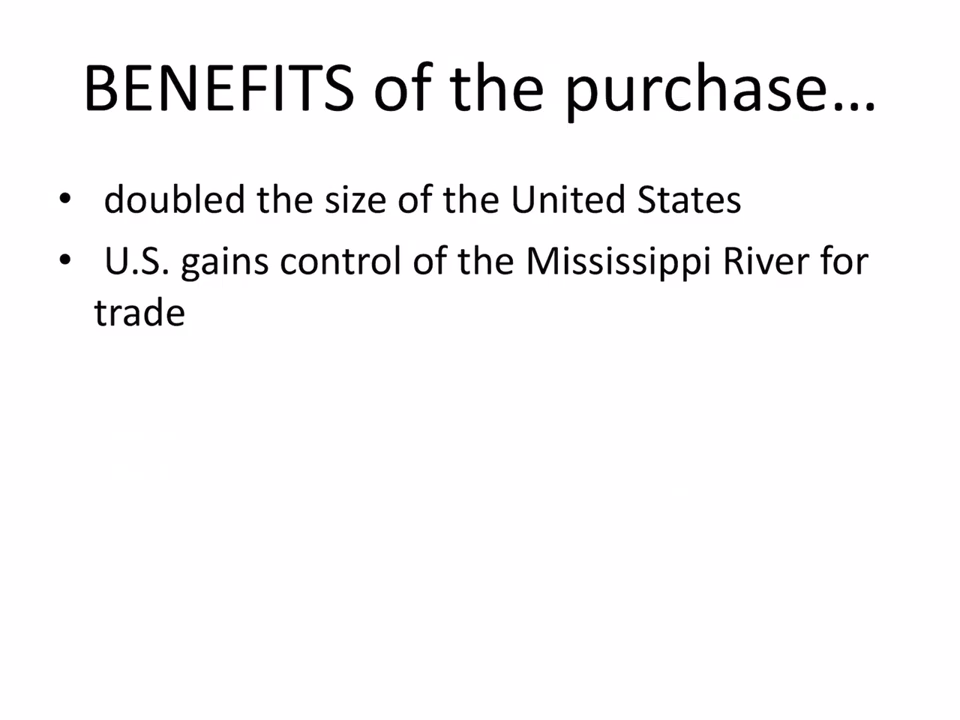 BENEFITS of the purchase...
• doubled the size of the United States
• U.S. gains control of the Mississippi River for
trade